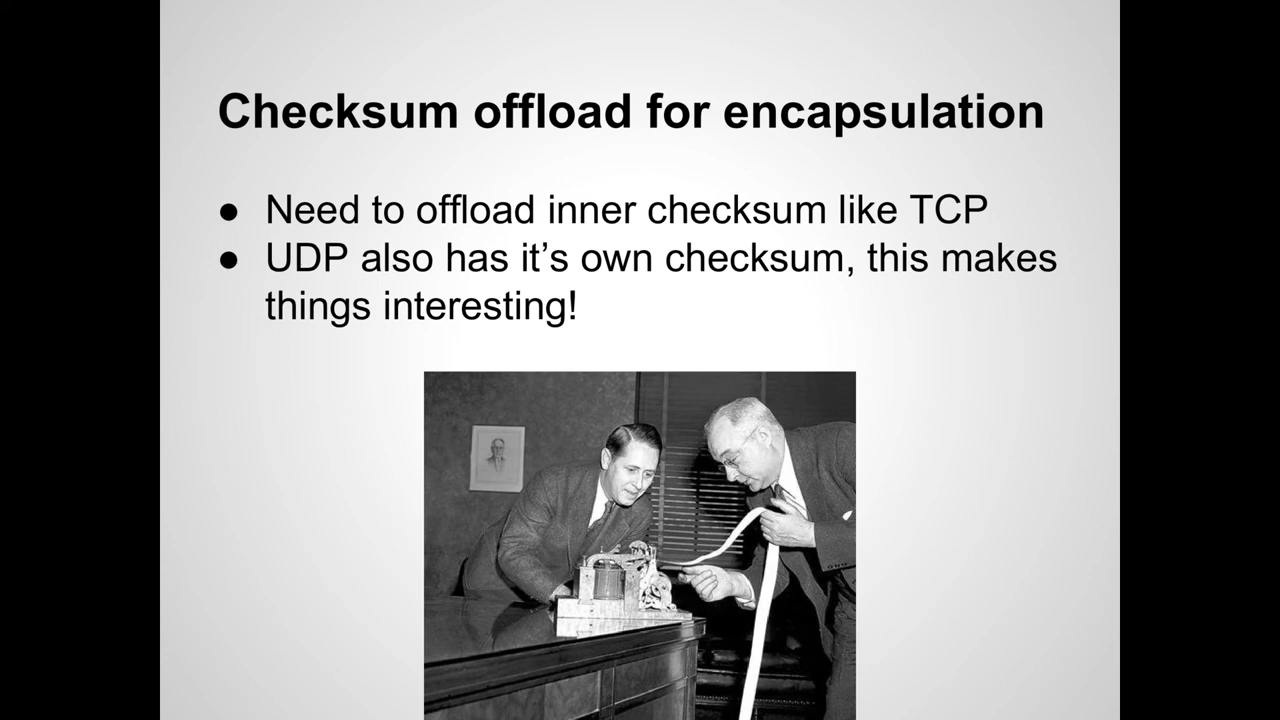 Checksum offload for encapsulation
● Need to offload inner checksum like TCP
● UDP also has it’s own checksum, this makes
things interesting!